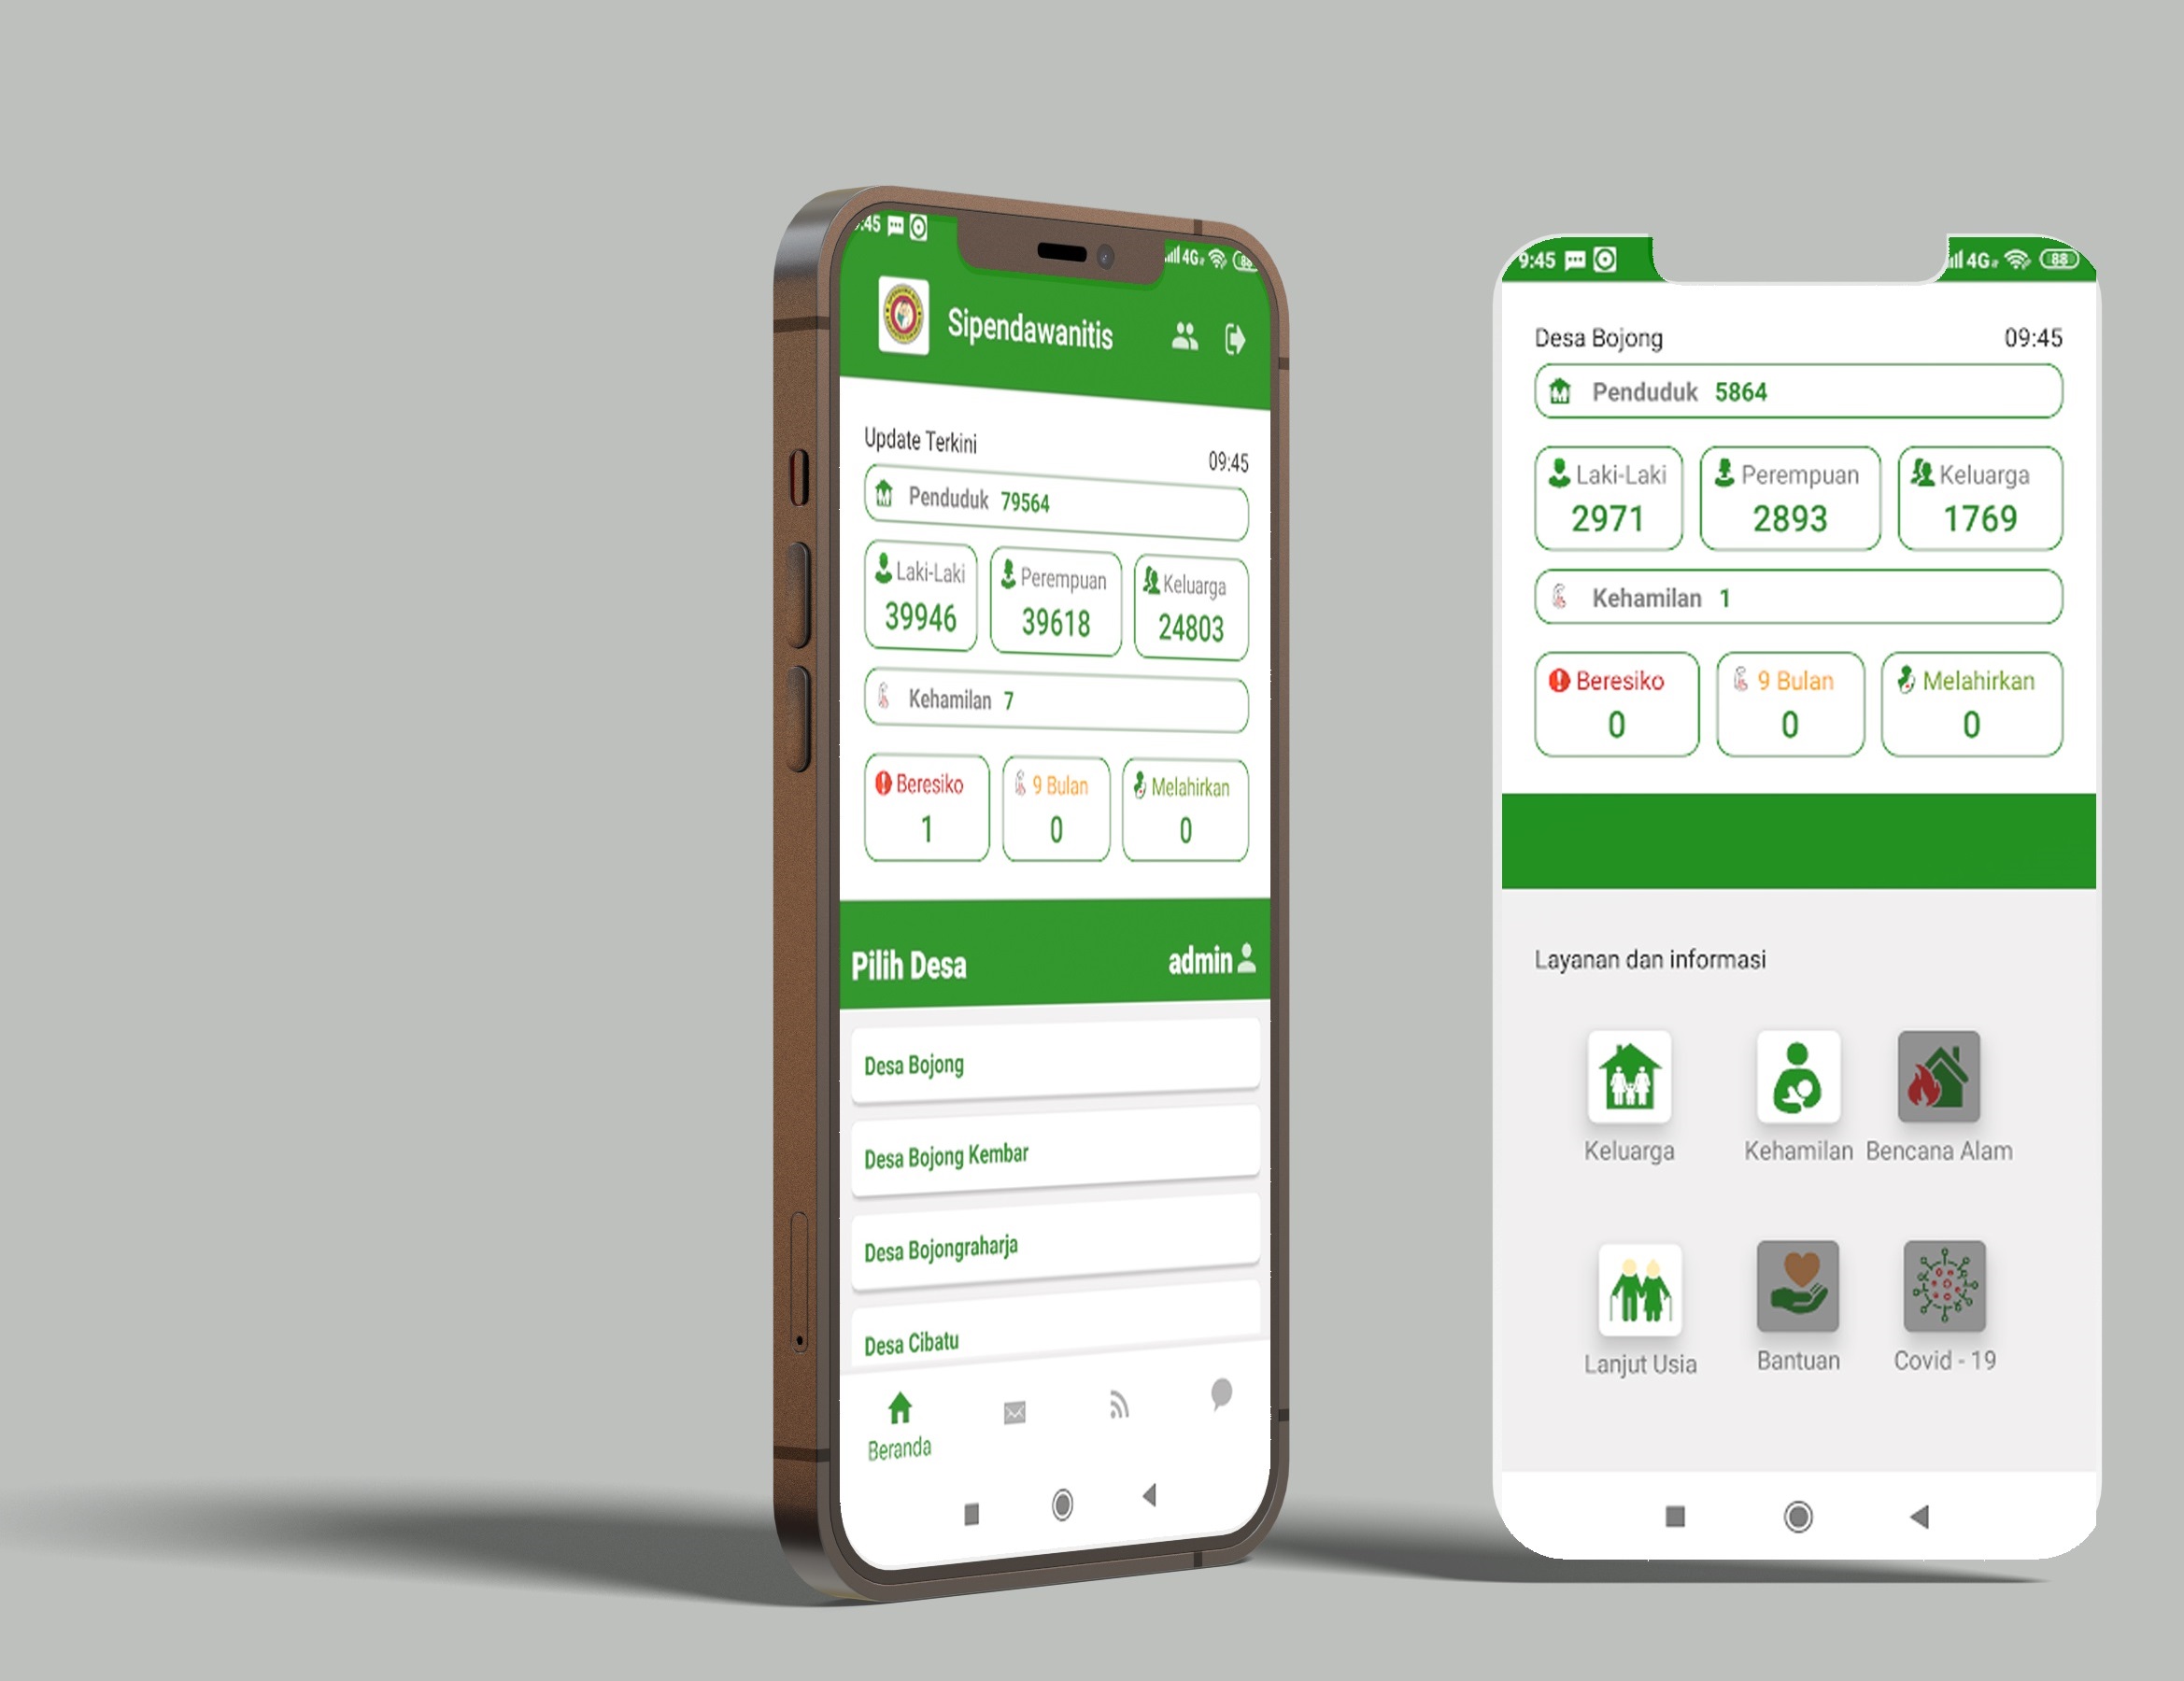 :45
4G
Sipendawanitis
Update Terkini
09:45
Penduduk 79564
Laki-Laki Perempuan Keluarga
39946 39618 24803
Kehamilan 7
Beresiko 9 Bulan Melahirkan
1 0 0
Pilih Desa admin
Desa Bojong
Desa Bojong Kembar
Desa Bojongraharja
Desa Cibatu
Beranda
9:45 4G 88
Desa Bojong 09:45
Penduduk 5864
Laki-Laki Perempuan Keluarga
2971 2893 1769
Kehamilan 1
Beresiko 9 Bulan Melahirkan
0 0 0
Layanan dan informasi
Keluarga Kehamilan Bencana Alam
Lanjut Usia Bantuan Covid - 19